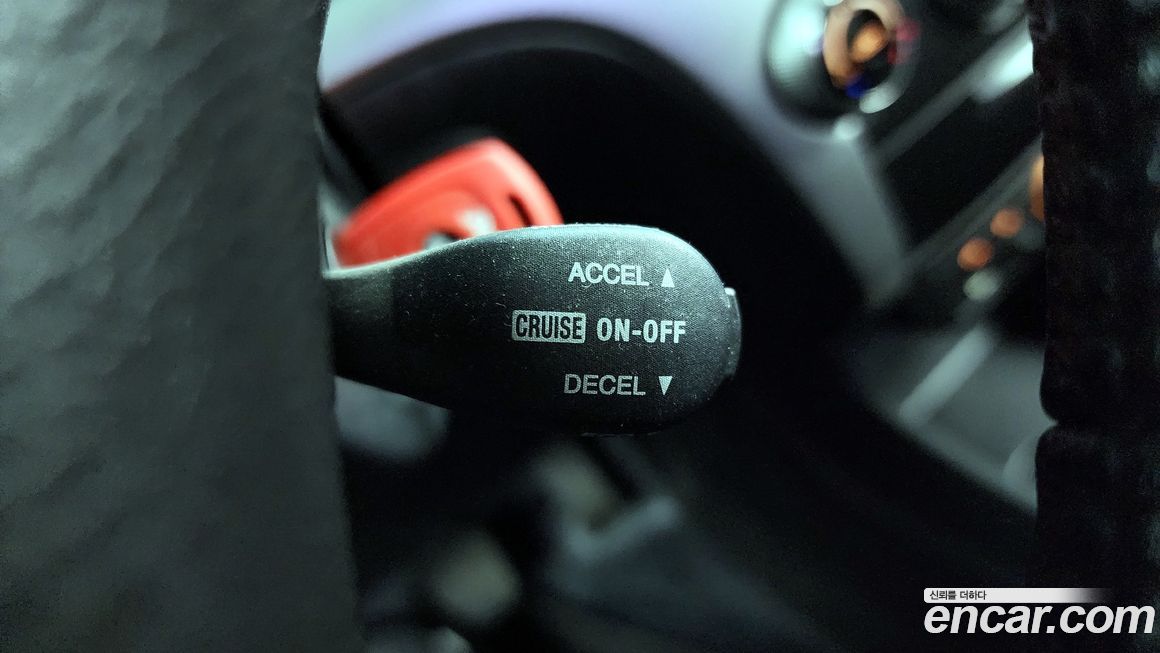 ACCEL ▲
CRUISE ON-OFF
DECEL ▼
신뢰를 더하다
encar.com